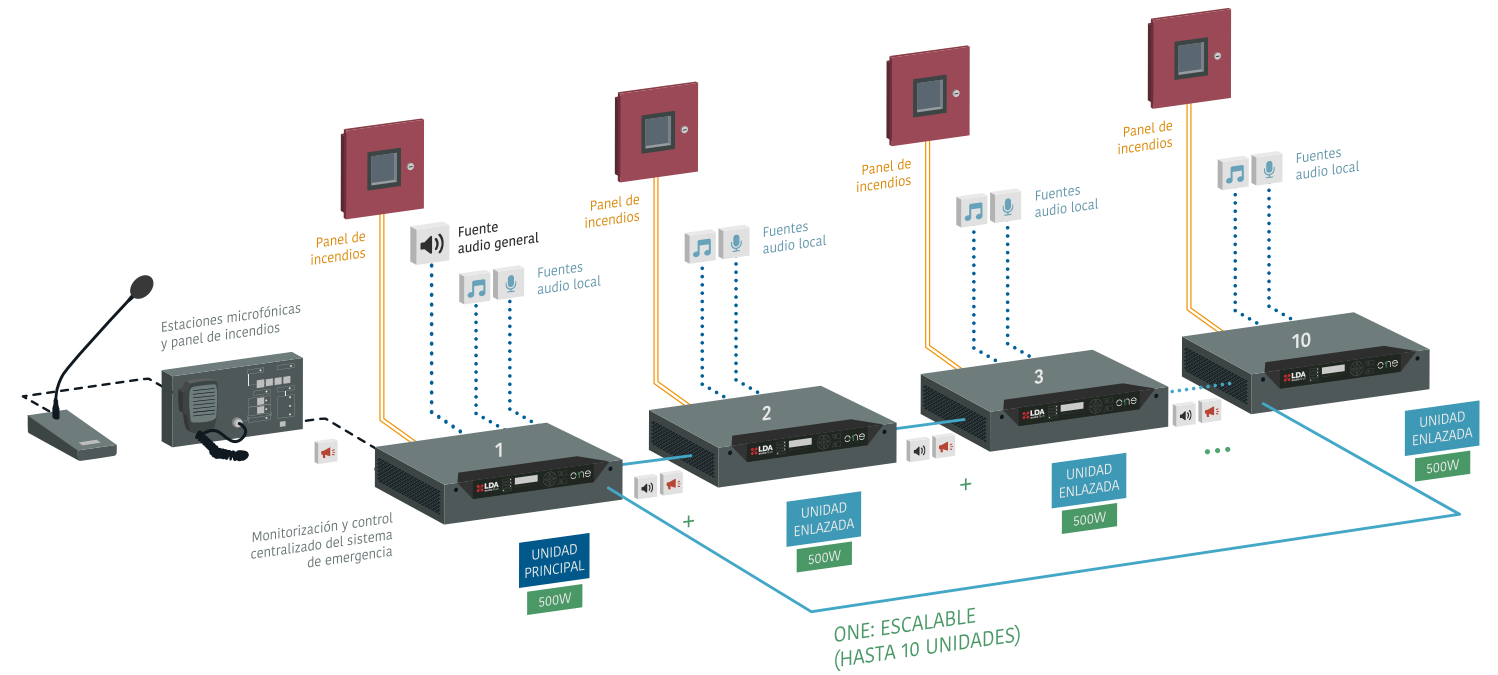 Panel de
incendios
Fuente
audio general
Fuentes
audio local
Estaciones microfónicas
y panel de incendios
1
LDA
one
Monitorización y control
centralizado del sistema
de emergencia
UNIDAD
PRINCIPAL
500W
+
Panel de
incendios
Fuentes
audio local
2
LDA
one
UNIDAD
ENLAZADA
500W
+
Panel de
incendios
Fuentes
audio local
3
LDA
one
UNIDAD
ENLAZADA
500W
...
Panel de
incendios
Fuentes
audio local
10
LDA
one
UNIDAD
ENLAZADA
500W
ONE: ESCALABLE
(HASTA 10 UNIDADES)